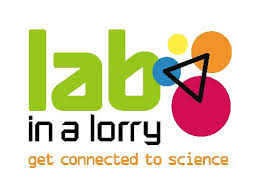 lab
in a lorry
get connected to science